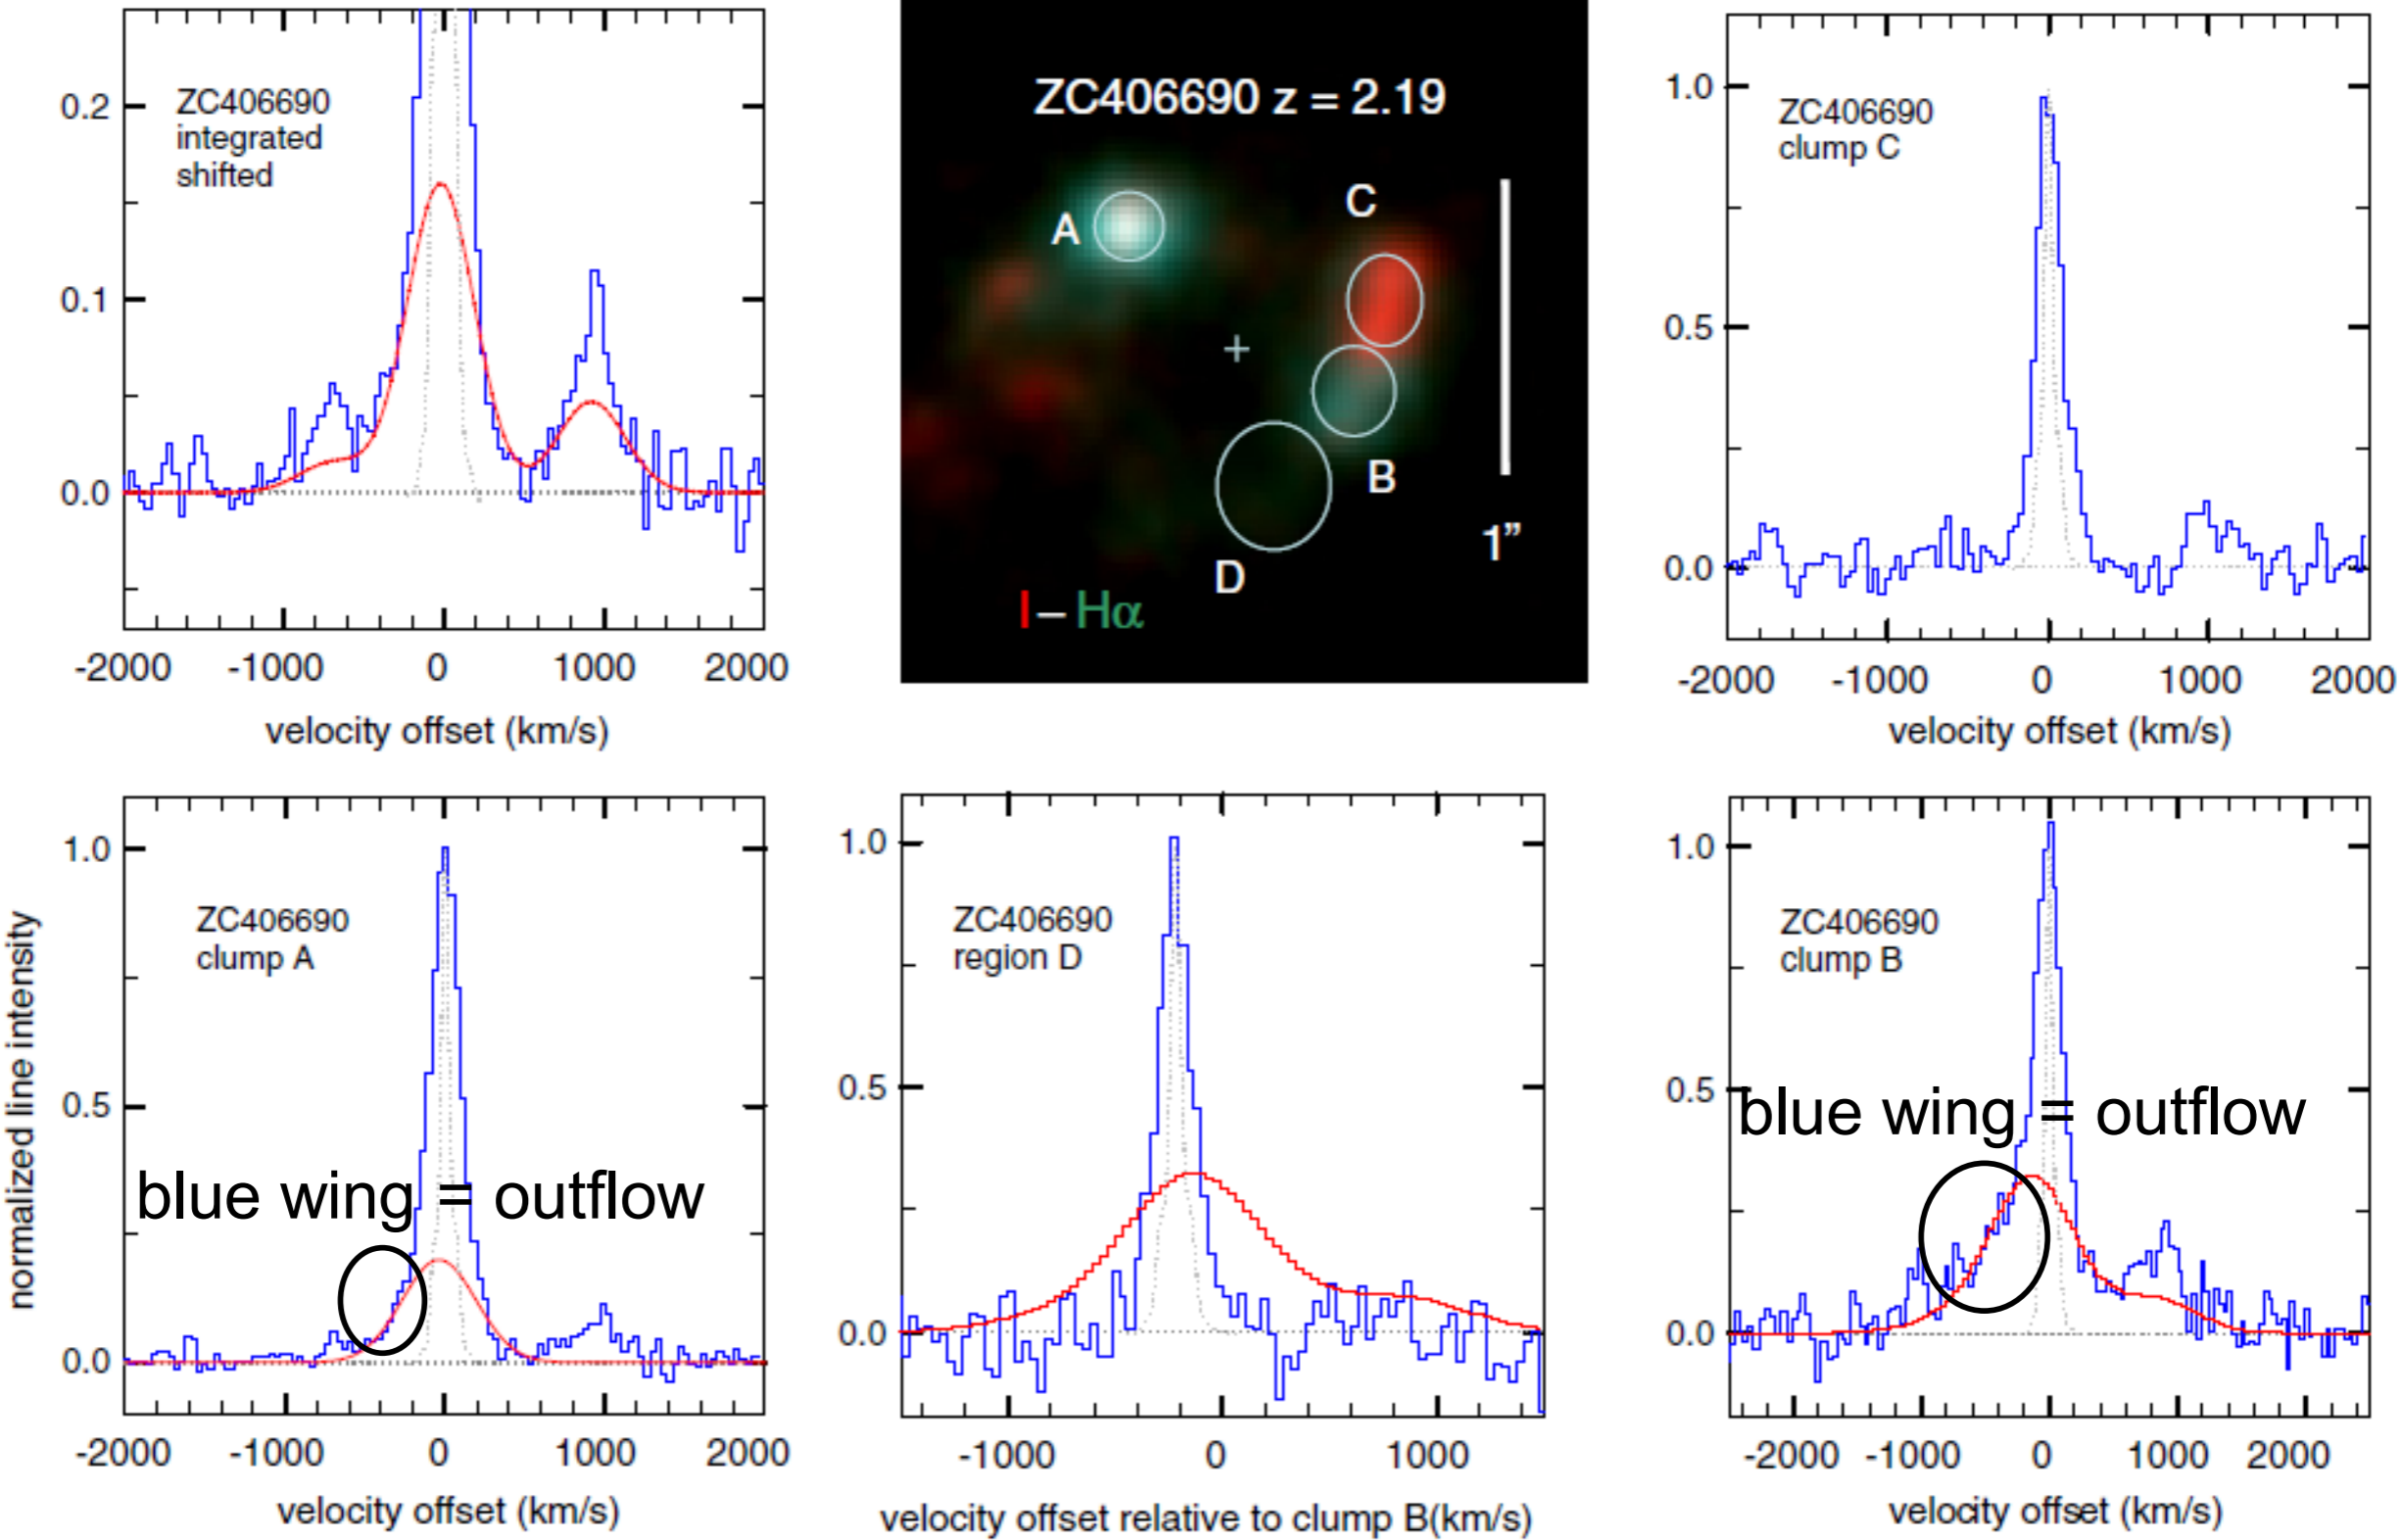 ZC406690
integrated
shifted
0.2
0.1
0.0
-2000 -1000 0 1000 2000
velocity offset (km/s)
ZC406690 z = 2.19
A
C
B
D
1”
I – Hα
ZC406690
clump C
1.0
0.5
0.0
-2000 -1000 0 1000 2000
velocity offset (km/s)
normalized line intensity
ZC406690
clump A
1.0
0.5
0.0
blue wing = outflow
-2000 -1000 0 1000 2000
velocity offset (km/s)
ZC406690
region D
1.0
0.5
0.0
-1000 0 1000
velocity offset relative to clump B(km/s)
ZC406690
clump B
1.0
0.5
0.0
blue wing = outflow
-2000 -1000 0 1000 2000
velocity offset (km/s)